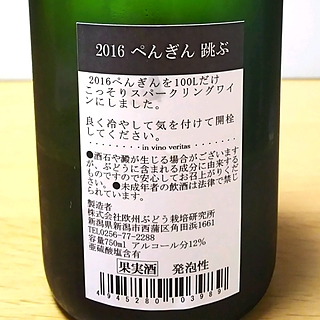 2016 ぺんぎん 跳ぶ
2016ぺんぎんを100Lだけ
こっそりスパークリングワイ
ンにしました。
良く冷やして気を付けて開栓
してください。
in vino veritas
●酒石や澱が生じる場合がございます
が、ぶどうに含まれる成分に由来する
ものですので安心してお召上がりくだ
さい。●未成年者の飲酒は法律で禁じ
製造者
株式会社欧州ぶどう栽培研究所
新潟県新潟市西蒲区角田浜1661
TEL0256-77-2288
容量750ml アルコール分12%
亜硫酸塩含有
果実酒 発泡性
4945280103989